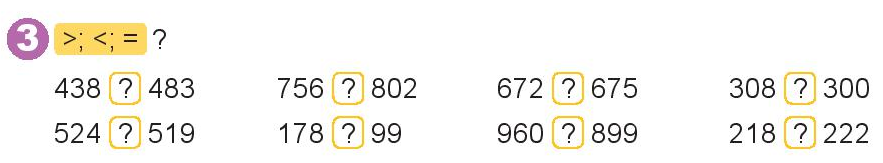 3 >; <; = ?
438 ? 483 756 ? 802 672 ? 675 308 ? 300
524 ? 519 178 ? 99 960 ? 899 218 ? 222